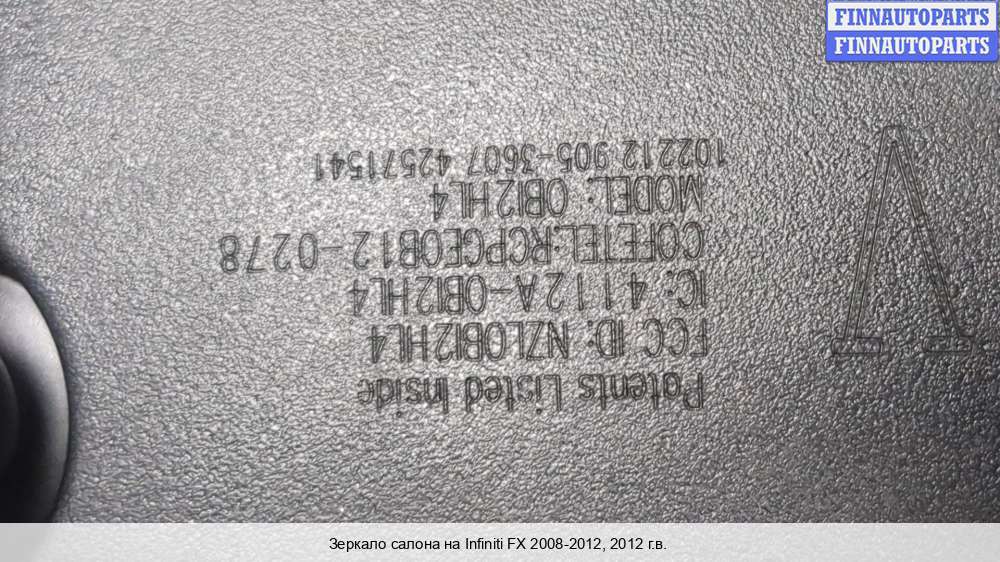 FINNAUTOPARTS
FINNAUTOPARTS
Patents Listed Inside
FCC ID: NZLOBI2HL4
IC: 4112A-OBI2HL4
COFETEL:RCPGEOB12-0278
MODEL: OBI2HL4
102212 905-3607 42571541
A
Зеркало салона на Infiniti FX 2008-2012, 2012 г.в.